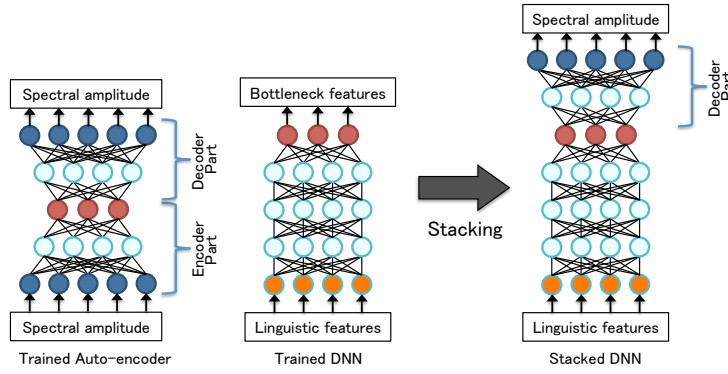 Spectral amplitude
Decoder
Part
Encoder
Part
Spectral amplitude
Trained Auto-encoder
Bottleneck features
Linguistic features
Trained DNN
Stacking
Spectral amplitude
Decoder
Part
Linguistic features
Stacked DNN